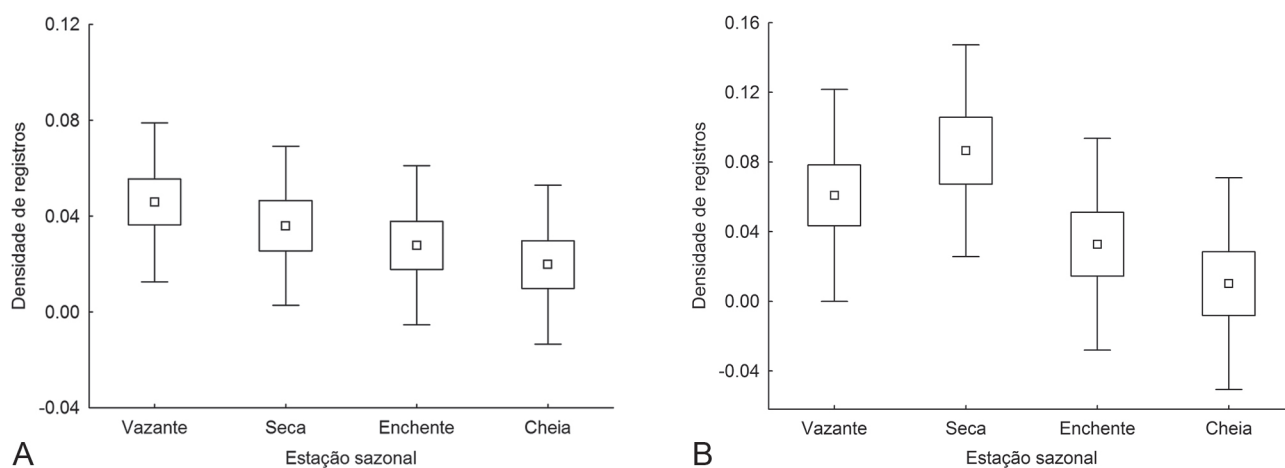 0.12
0.08
0.04
0.00
-0.04
Densidade de registros
Vazante Seca Enchente Cheia
Estação sazonal
A
0.16
0.12
0.08
0.04
0.00
-0.04
Densidade de registros
Vazante Seca Enchente Cheia
Estação sazonal
B